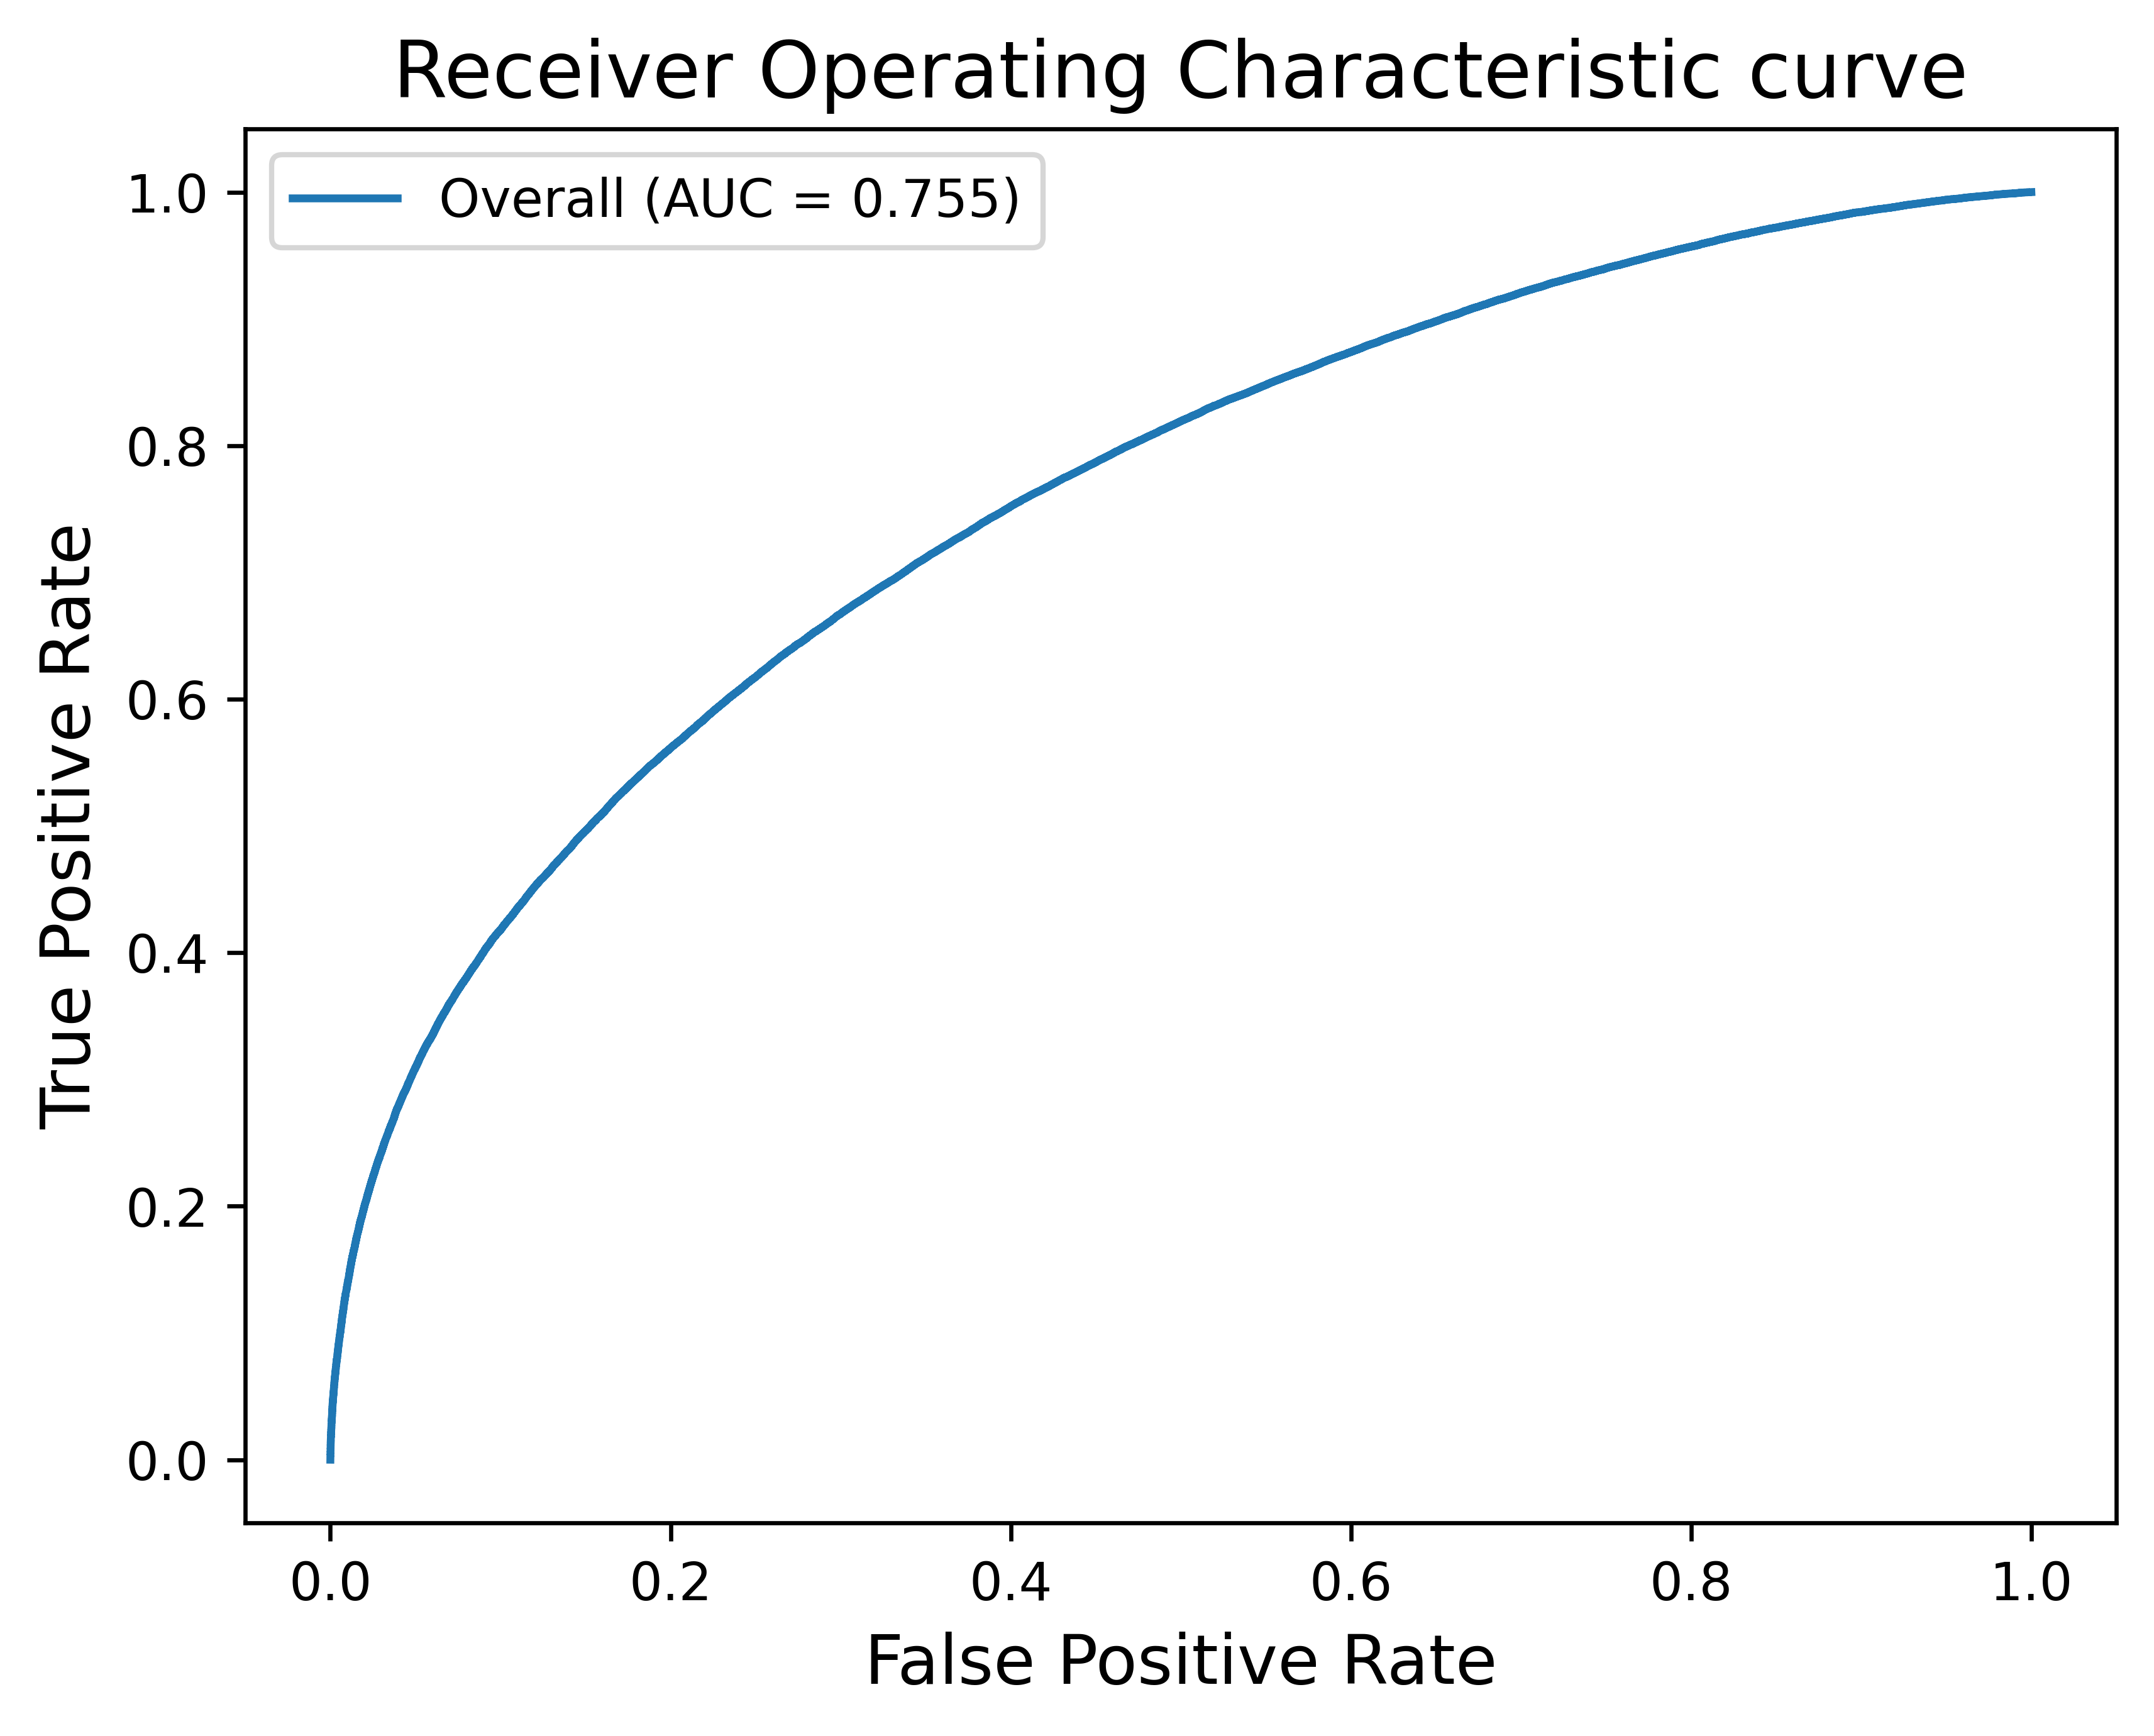 Receiver Operating Characteristic curve
Overall (AUC = 0.755)
1.0
0.8
0.6
0.4
0.2
0.0
True Positive Rate
0.0 0.2 0.4 0.6 0.8 1.0
False Positive Rate